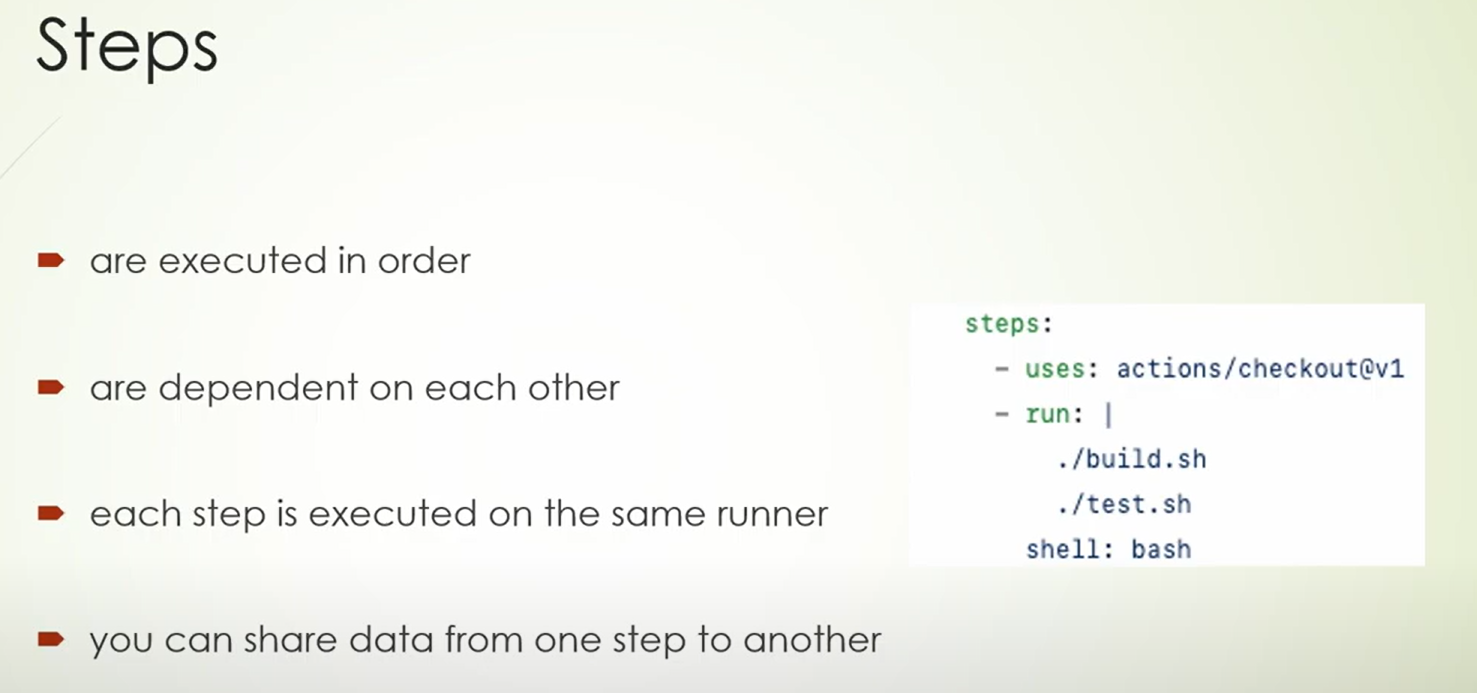 Steps
are executed in order
are dependent on each other
each step is executed on the same runner
you can share data from one step to another
steps:
- uses: actions/checkout@v1
- run: |
./build.sh
./test.sh
shell: bash